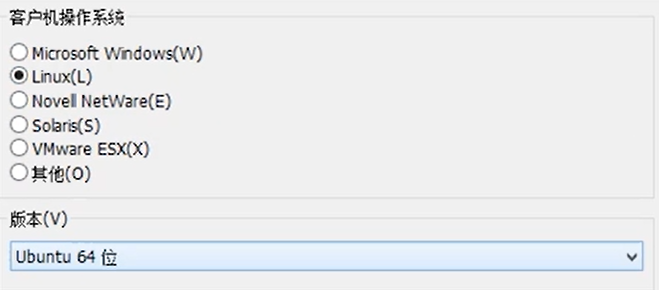 客户机操作系统
Microsoft Windows(W)
Linux(L)
Novell NetWare(E)
Solaris(S)
VMware ESX(X)
其他(O)
版本(V)
Ubuntu 64 位